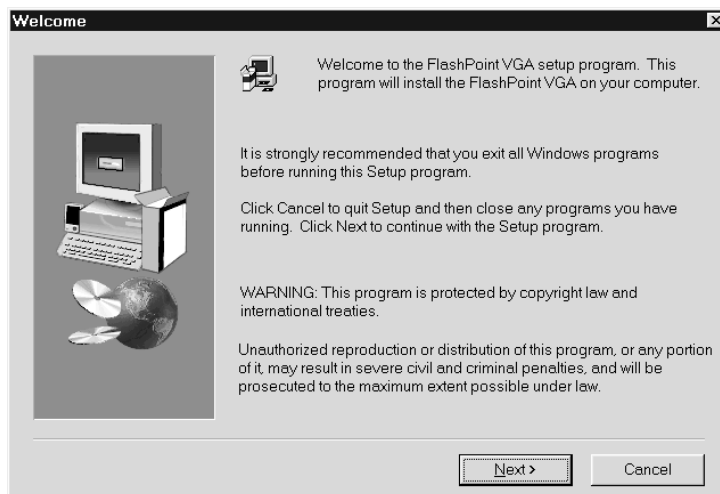 Welcome
Welcome to the FlashPoint VGA setup program. This
program will install the FlashPoint VGA on your computer.
It is strongly recommended that you exit all Windows programs
before running this Setup program.
Click Cancel to quit Setup and then close any programs you have
running. Click Next to continue with the Setup program.
WARNING: This program is protected by copyright law and
international treaties.
Unauthorized reproduction or distribution of this program, or any portion
of it, may result in severe civil and criminal penalties, and will be
prosecuted to the maximum extent possible under law.
Next >
Cancel